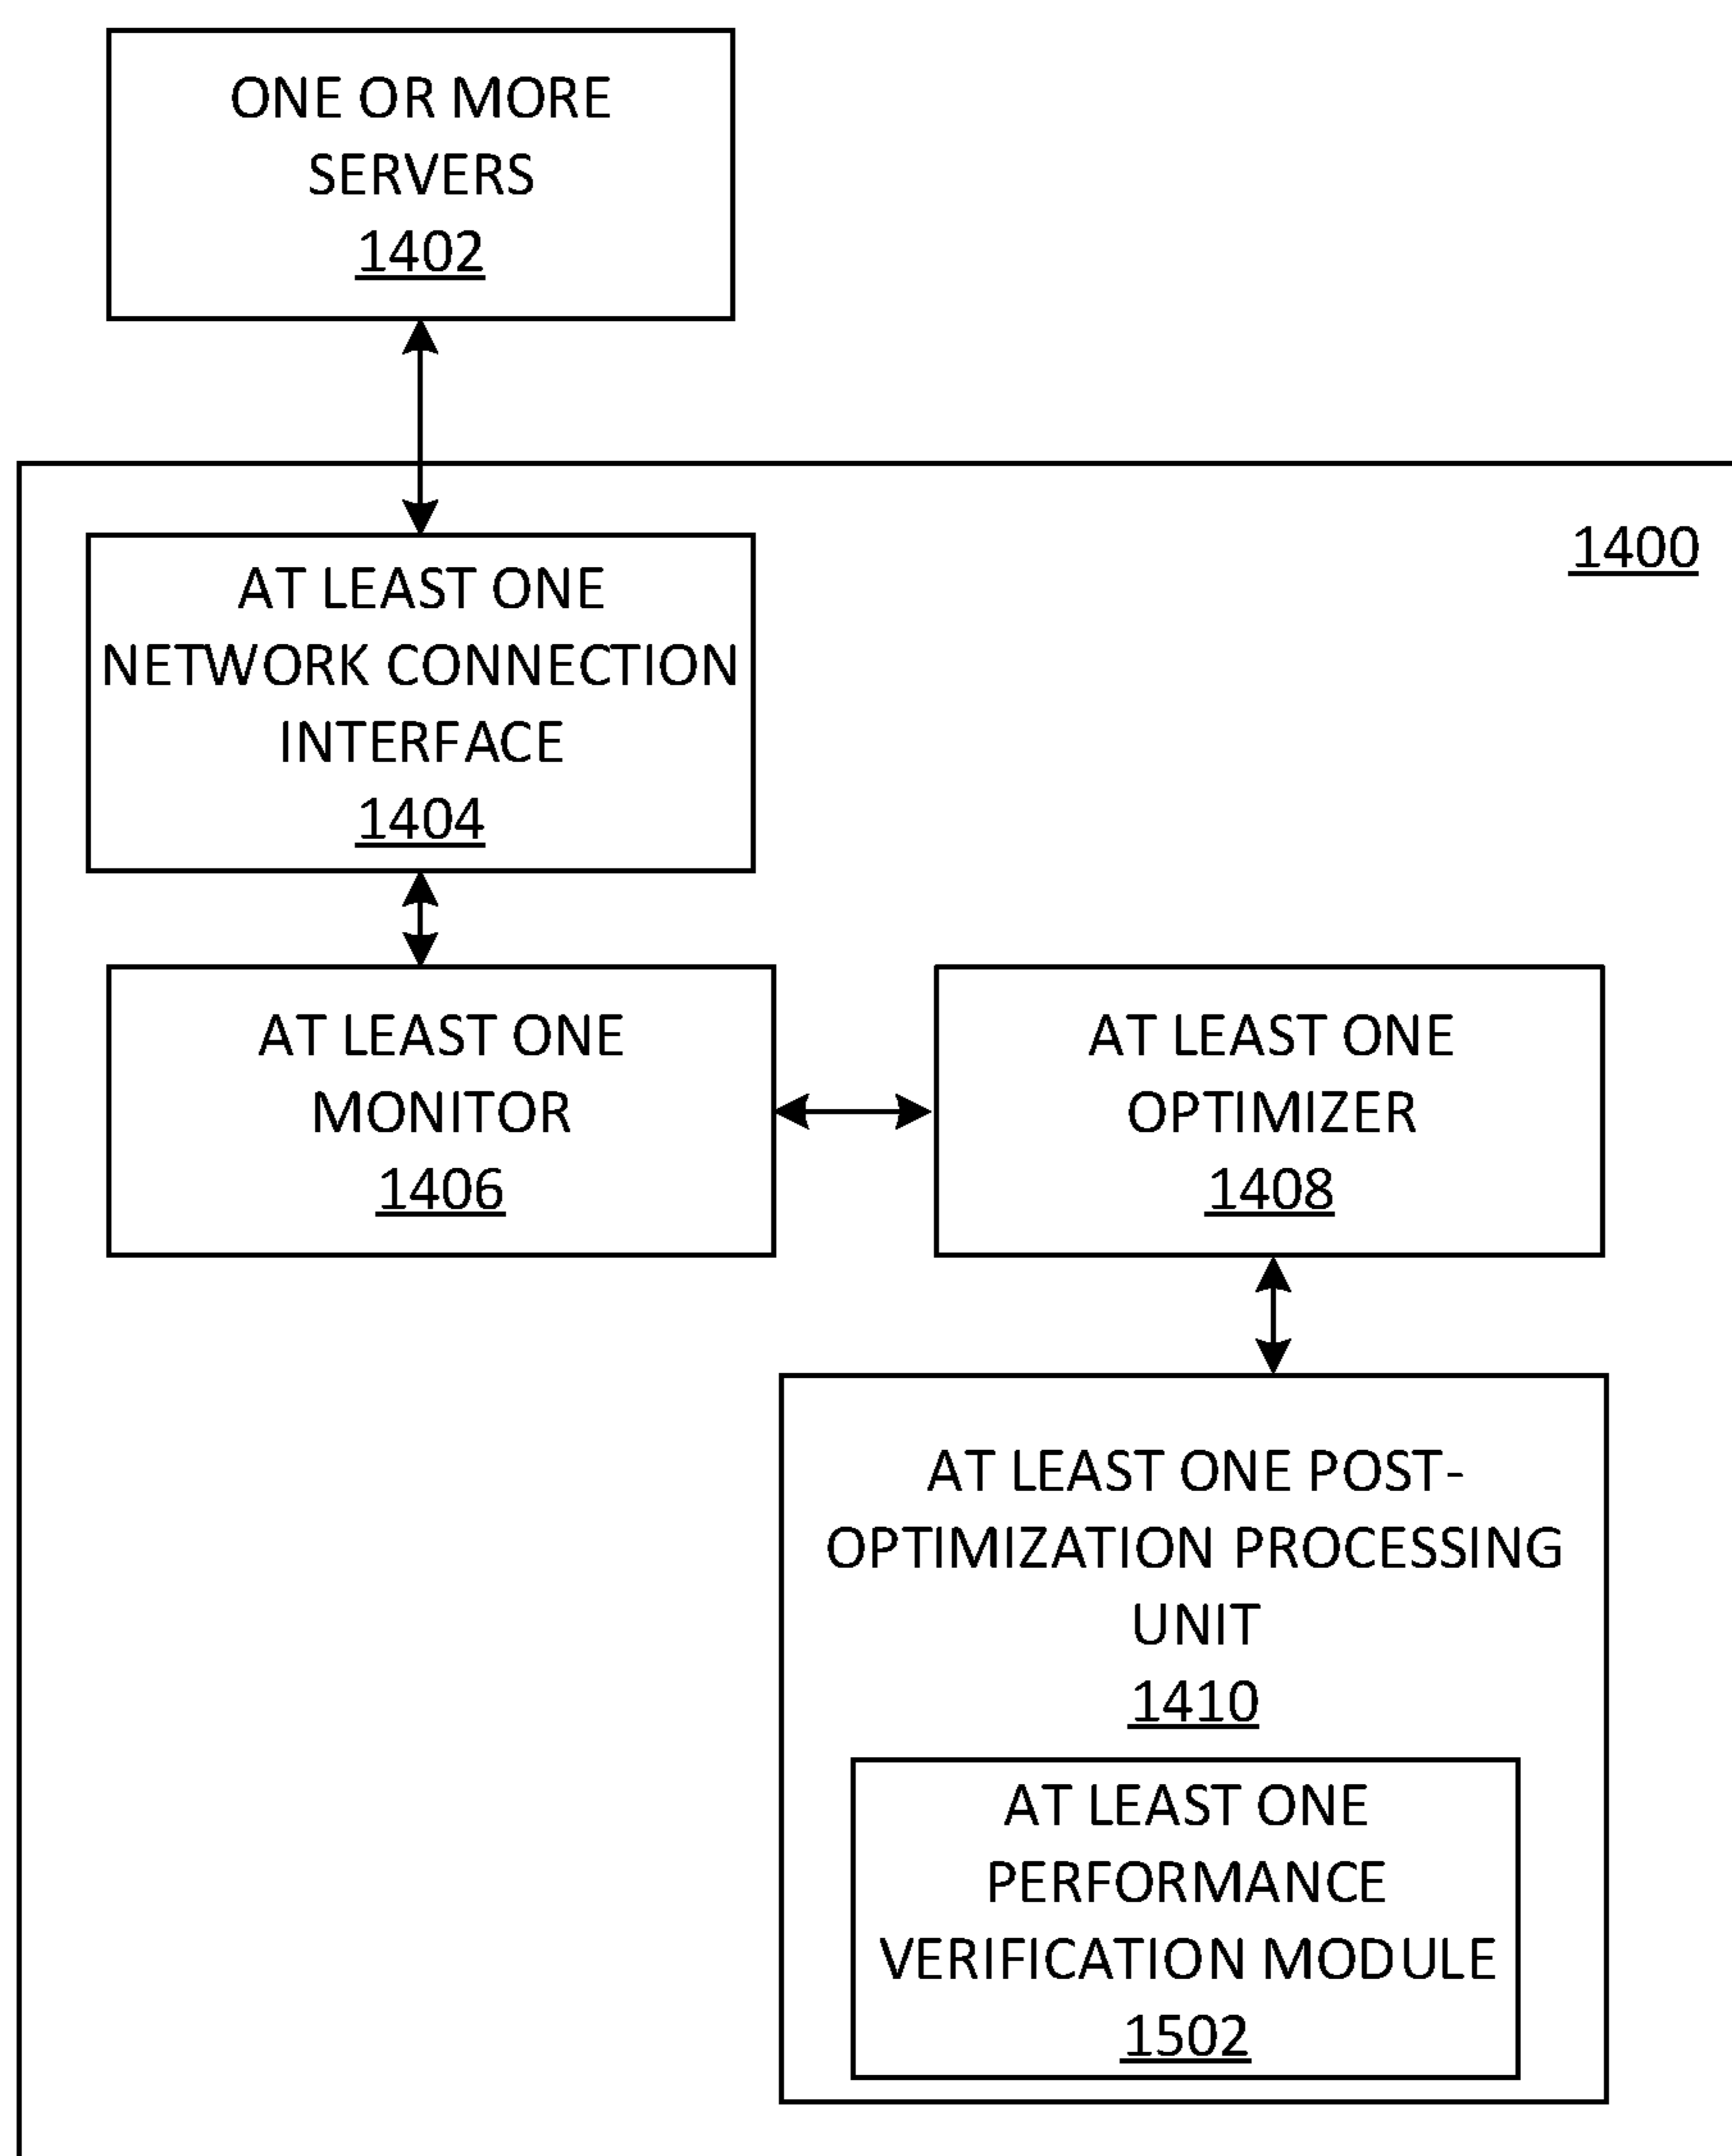 ONE OR MORE
SERVERS
1402
1400
AT LEAST ONE
NETWORK CONNECTION
INTERFACE
1404
AT LEAST ONE
MONITOR
1406
AT LEAST ONE
OPTIMIZER
1408
AT LEAST ONE POST-
OPTIMIZATION PROCESSING
UNIT
1410
AT LEAST ONE
PERFORMANCE
VERIFICATION MODULE
1502